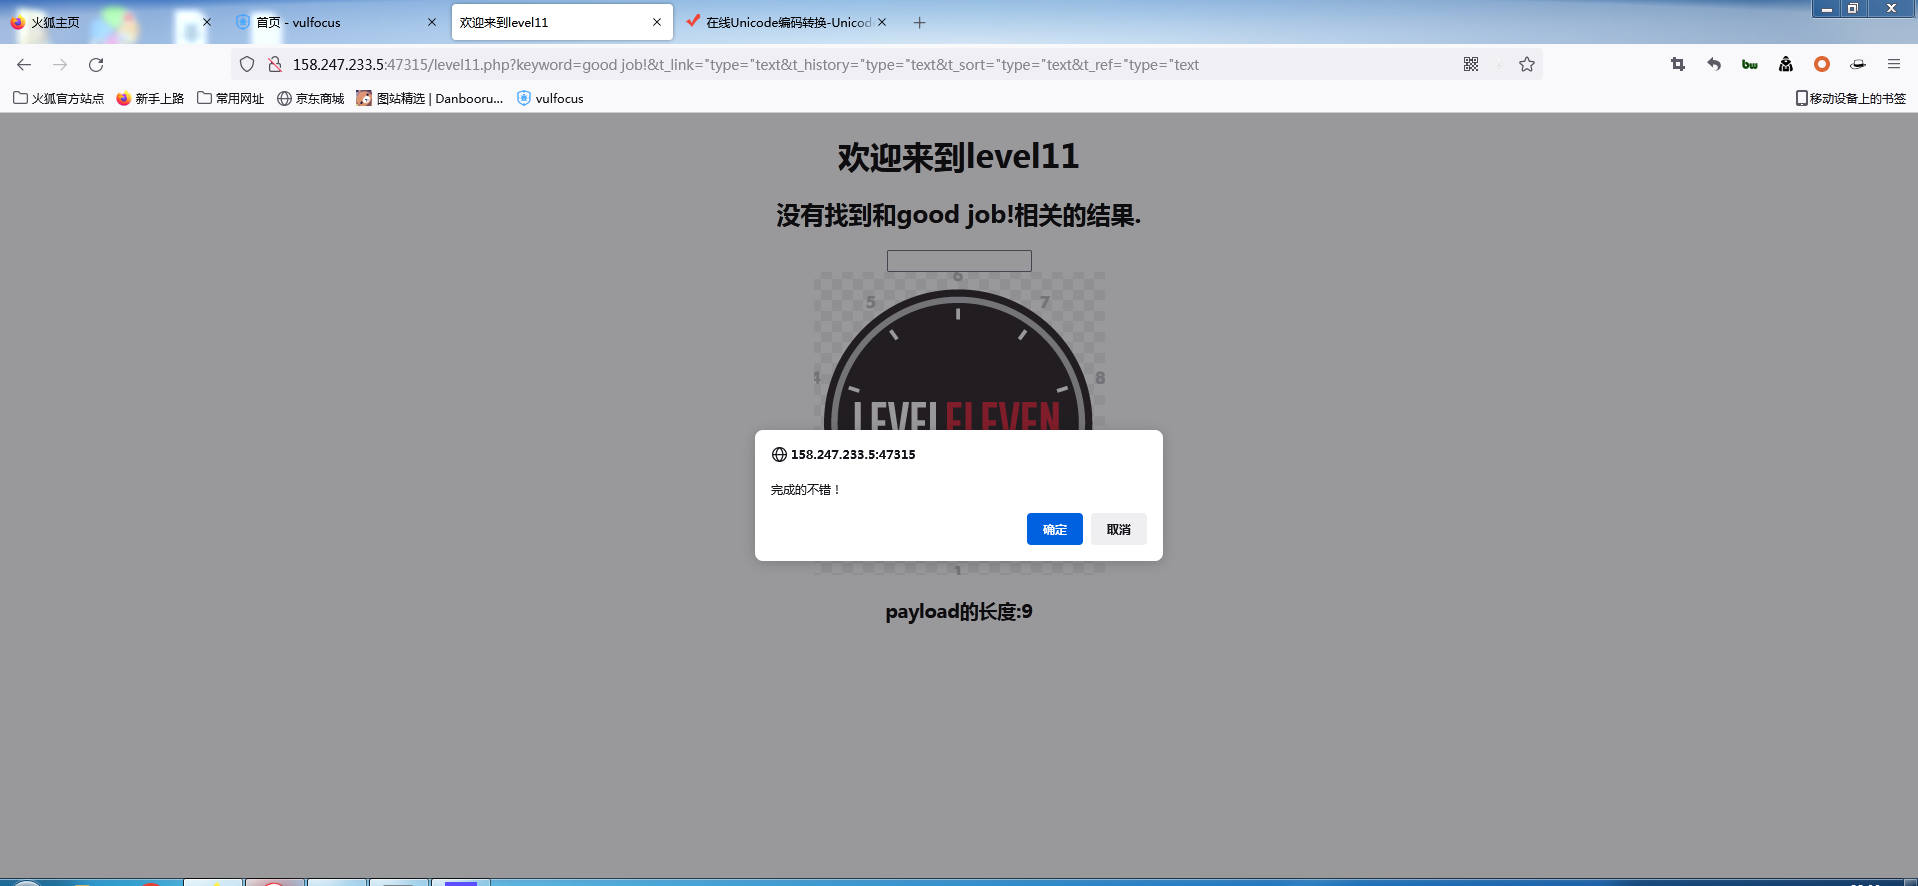 火狐主页
首页 - vulfocus
欢迎来到level11
在线Unicode编码转换-Unicod
158.247.233.5:47315/level11.php?keyword=good job!&t_link="type="text&t_history="type="text&t_sort="type="text&t_ref="type="text
火狐官方站点
新手上路
常用网址
京东商城
图站精选 | Danbooru...
vulfocus
移动设备上的书签
欢迎来到level11
没有找到和good job!相关的结果.
6
5
7
4
8
LEVELELEVEN
158.247.233.5:47315
完成的不错！
确定
取消
1
payload的长度:9